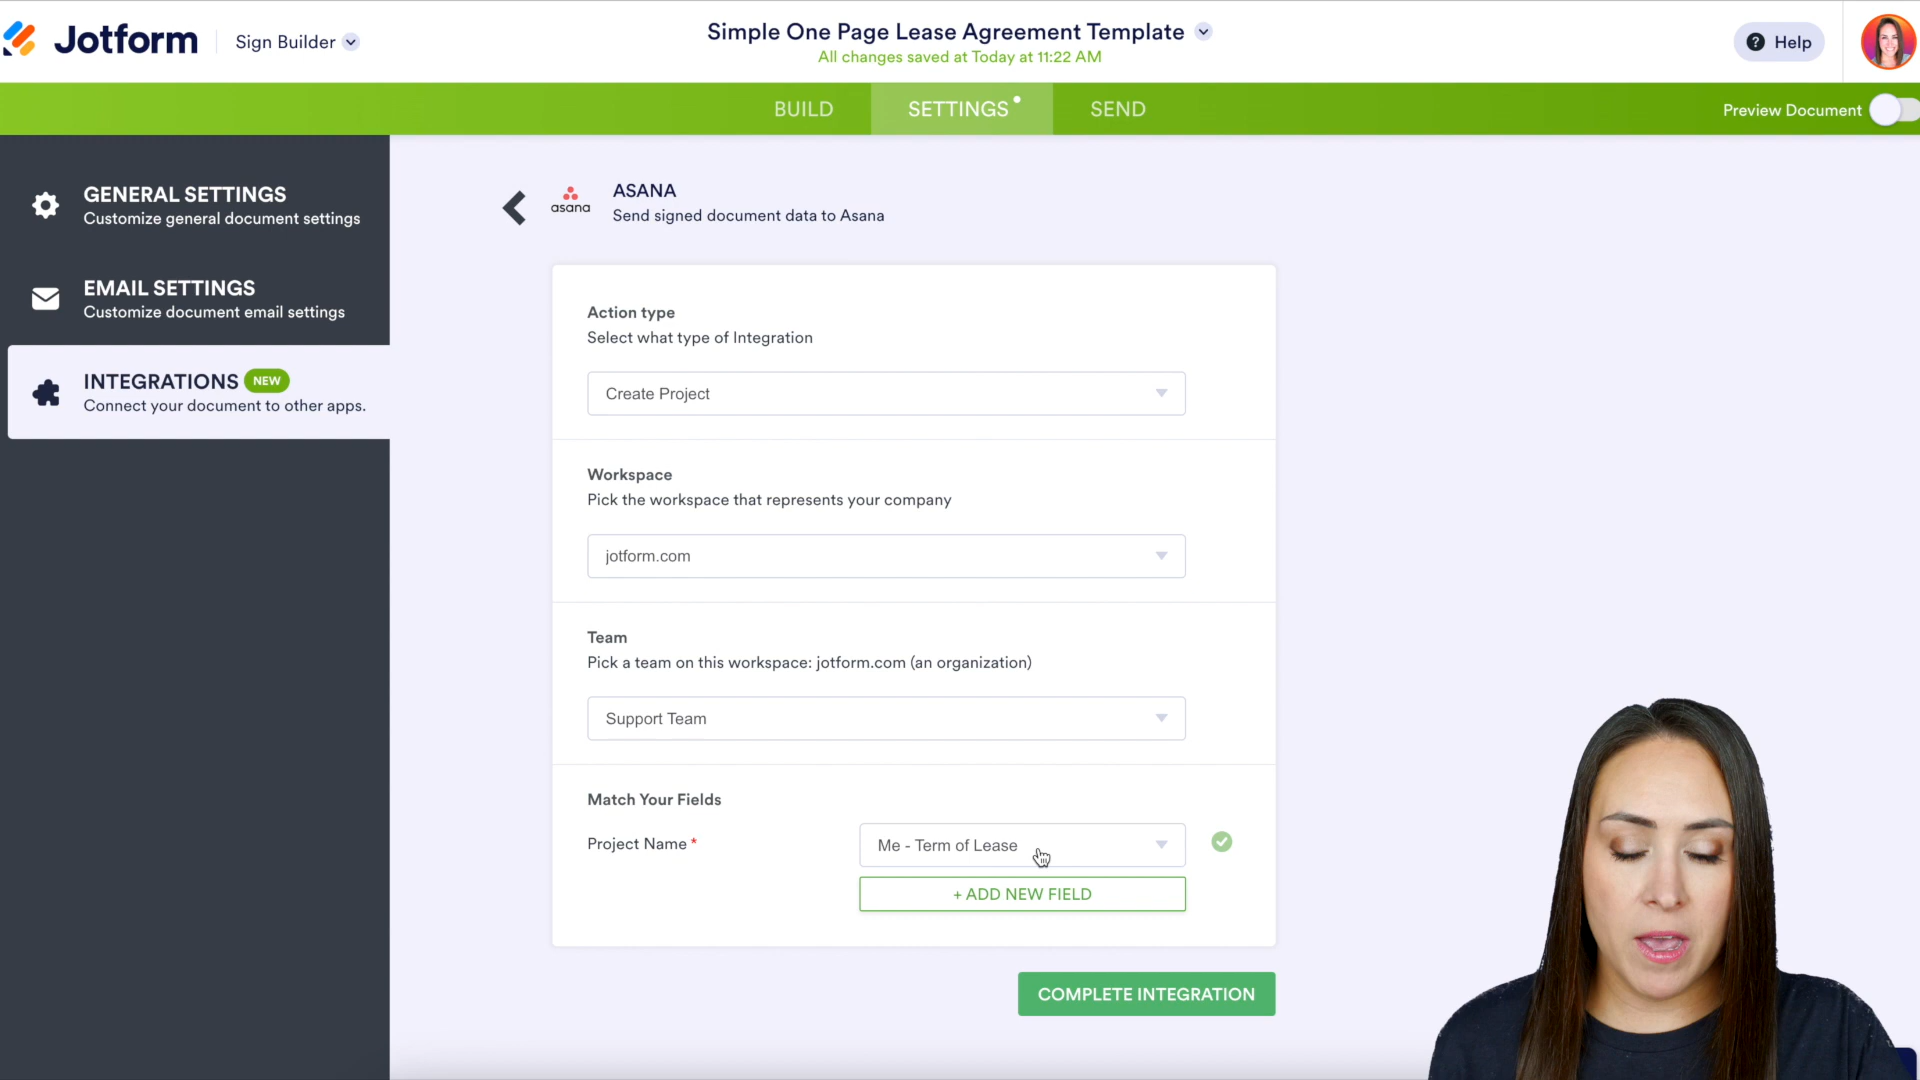 Jotform
Sign Builder
Simple One Page Lease Agreement Template
All changes saved at Today at 11:22 AM
? Help
BUILD
SETTINGS
SEND
Preview Document
GENERAL SETTINGS
Customize general document settings
EMAIL SETTINGS
Customize document email settings
INTEGRATIONS NEW
Connect your document to other apps.
asana
ASANA
Send signed document data to Asana
Action type
Select what type of Integration
Create Project
Workspace
Pick the workspace that represents your company
jotform.com
Team
Pick a team on this workspace: jotform.com (an organization)
Support Team
Match Your Fields
Project Name *
Me - Term of Lease
+ ADD NEW FIELD
COMPLETE INTEGRATION